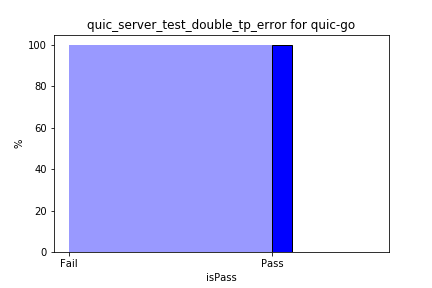 quic_server_test_double_tp_error for quic-go
100
80
60
40
20
0
%
Fail Pass
isPass